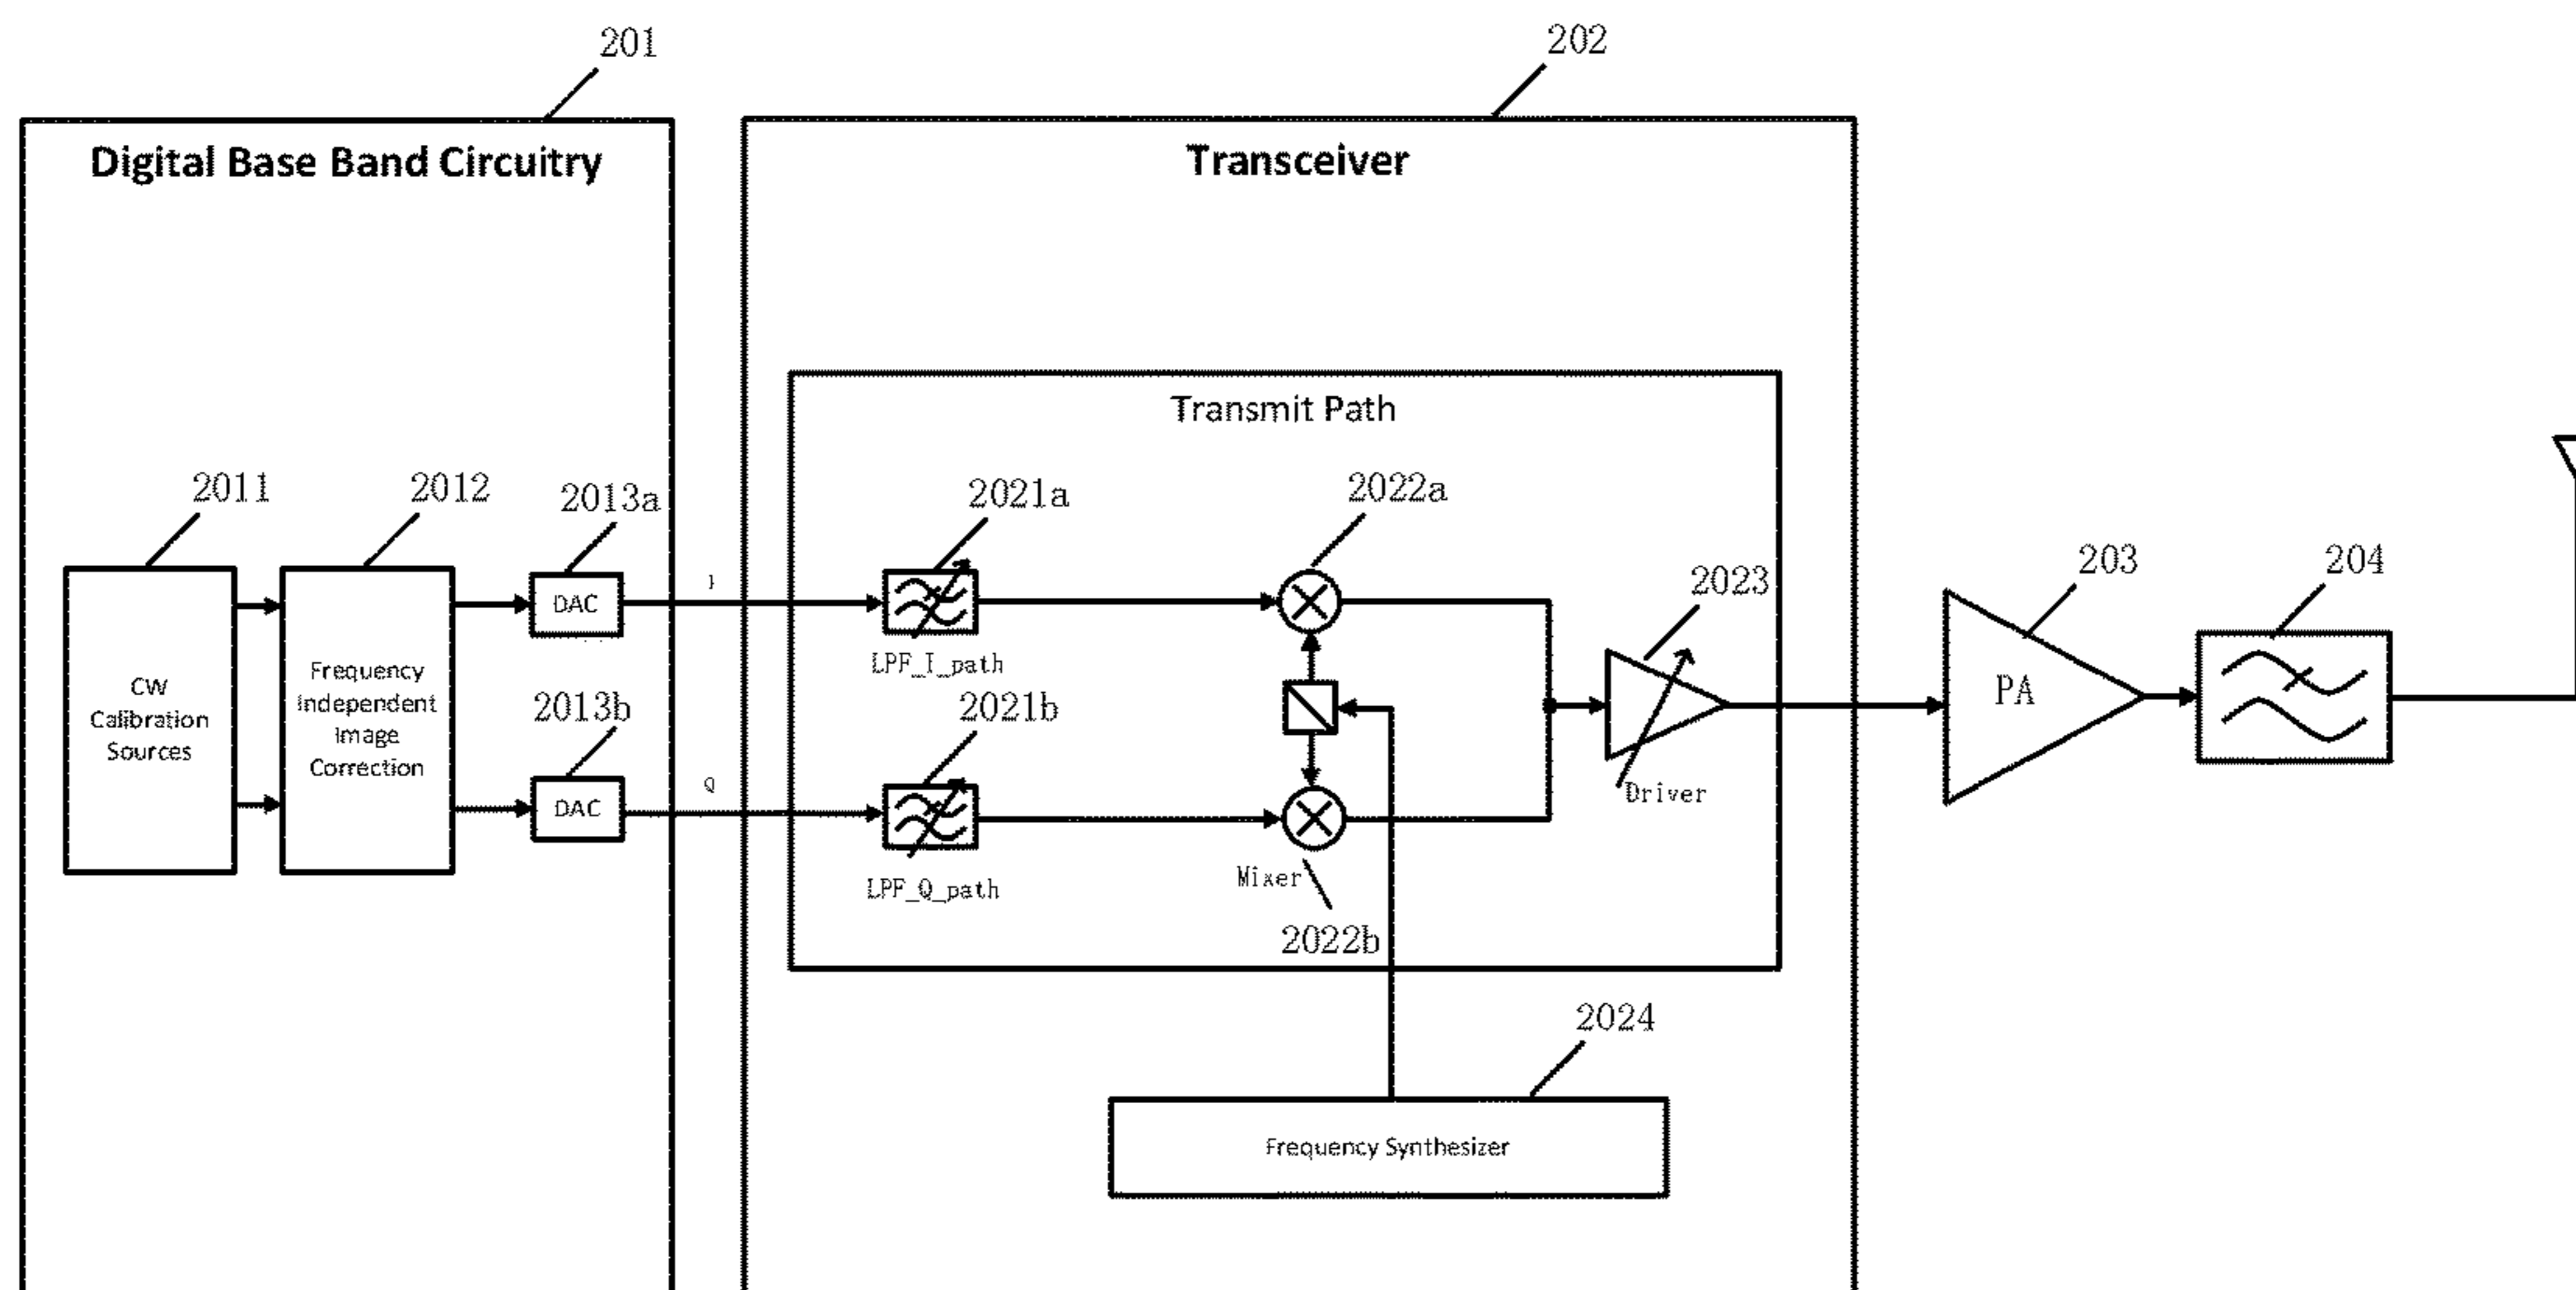 201
202
Digital Base Band Circuitry
Transceiver
Transmit Path
2011
2012
2013a
2021a
2022a
2023
203
204
CW
Calibration
Sources
Frequency
Independent
Image
Correction
DAC
I
LPF_I_path
2013b
2021b
DAC
Q
LPF_Q_path
Mixer
2022b
Driver
PA
2024
Frequency Synthesizer